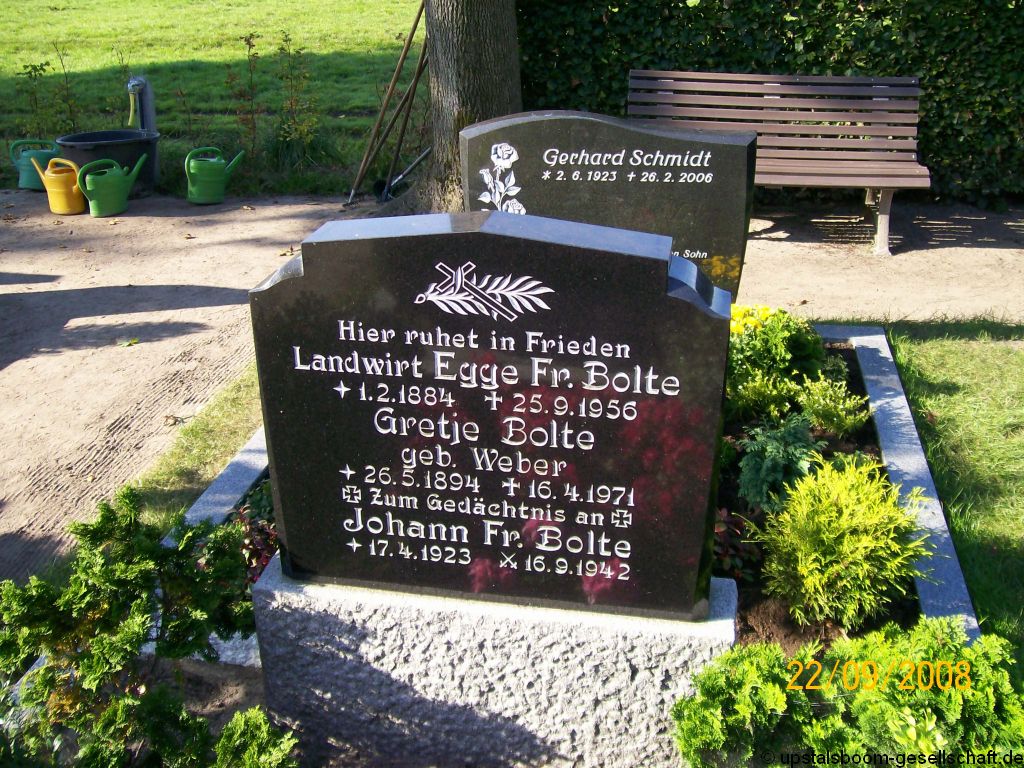 Gerhard Schmidt
* 2.6.1923 + 26.2.2006
Sohn
Hier ruhet in Frieden
Landwirt Egge Fr. Bolte
+ 1.2.1884 ✝ 25.9.1956
Gretje Bolte
geb. Weber
+ 26.5.1894 ✝ 16.4.1971
✠ Zum Gedächtnis an ✠
Johann Fr. Bolte
+ 17.4.1923 ⚔ 16.9.1942
22/09/2008
© upstalsboom-gesellschaft.de